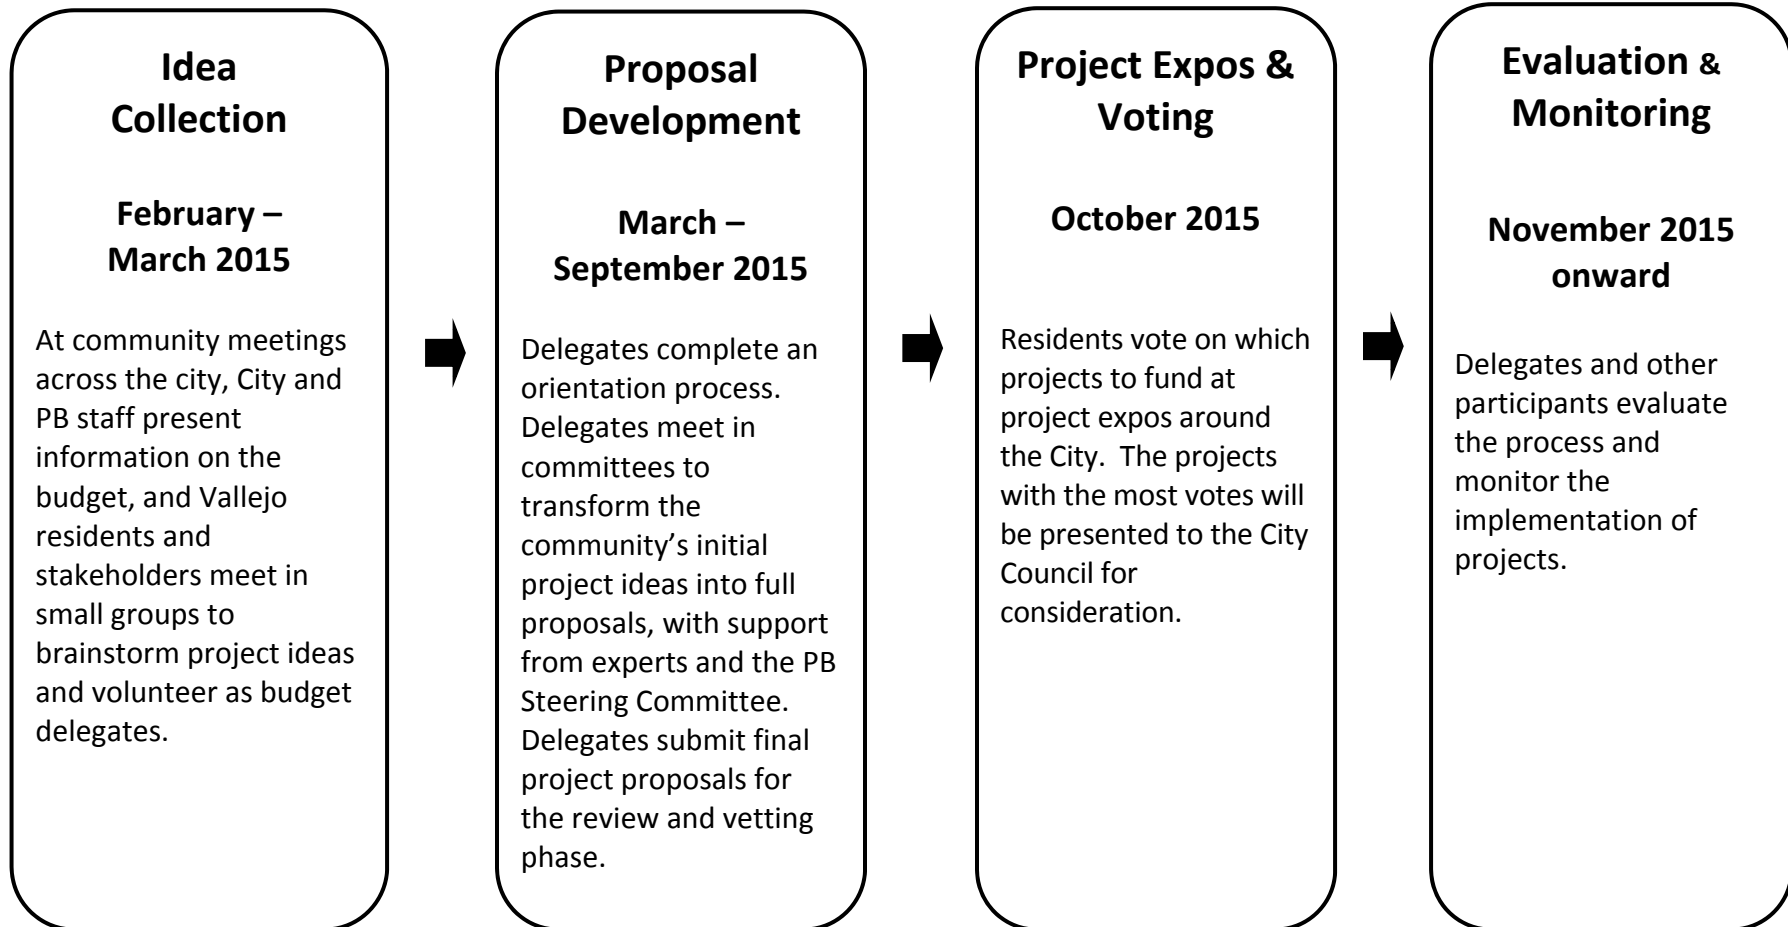 Idea
Collection
February –
March 2015
At community meetings
across the city, City and
PB staff present
information on the
budget, and Vallejo
residents and
stakeholders meet in
small groups to
brainstorm project ideas
and volunteer as budget
delegates.
Proposal
Development
March –
September 2015
Delegates complete an
orientation process.
Delegates meet in
committees to
transform the
community’s initial
project ideas into full
proposals, with support
from experts and the PB
Steering Committee.
Delegates submit final
project proposals for
the review and vetting
phase.
Project Expos &
Voting
October 2015
Residents vote on which
projects to fund at
project expos around
the City.  The projects
with the most votes will
be presented to the City
Council for
consideration.
Evaluation &
Monitoring
November 2015
onward
Delegates and other
participants evaluate
the process and
monitor the
implementation of
projects.